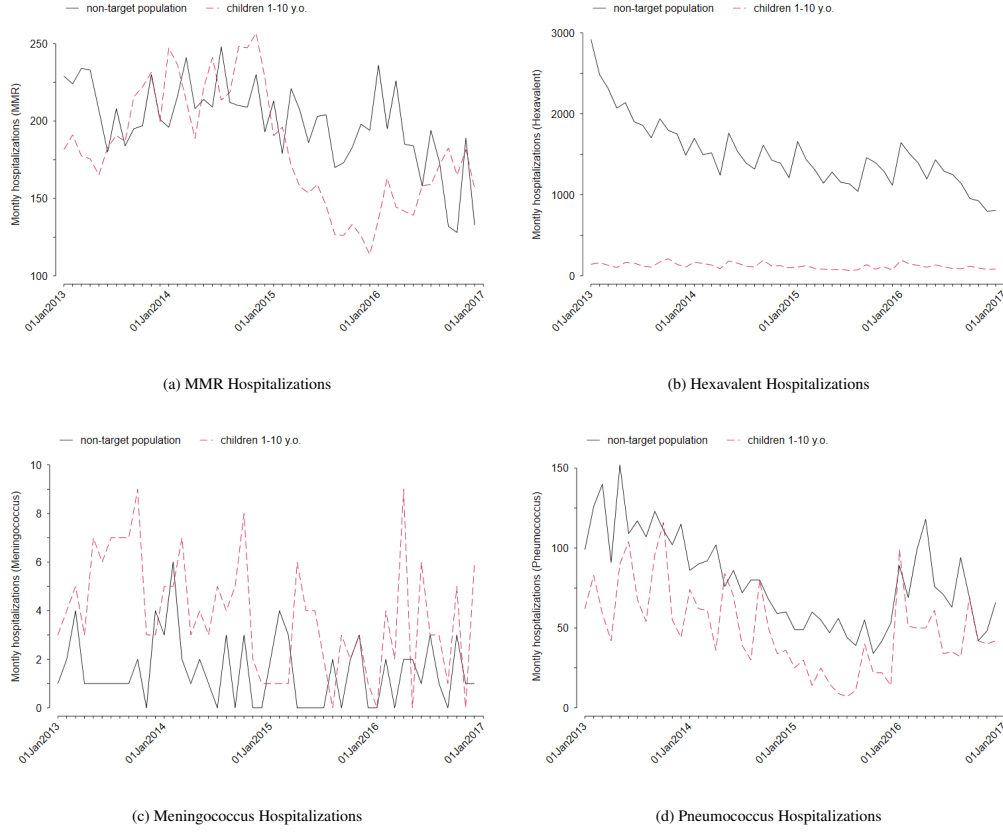 non-target population children 1-10 y.o.
Montly hospitalizations (MMR)
250
200
150
100
01Jan2013
01Jan2014
01Jan2015
01Jan2016
01Jan2017
(a) MMR Hospitalizations
non-target population children 1-10 y.o.
Montly hospitalizations (Hexavalent)
3000
2000
1000
0
01Jan2013
01Jan2014
01Jan2015
01Jan2016
01Jan2017
(b) Hexavalent Hospitalizations
non-target population children 1-10 y.o.
Montly hospitalizations (Meningococcus)
10
8
6
4
2
0
01Jan2013
01Jan2014
01Jan2015
01Jan2016
01Jan2017
(c) Meningococcus Hospitalizations
non-target population children 1-10 y.o.
Montly hospitalizations (Pneumococcus)
150
100
50
0
01Jan2013
01Jan2014
01Jan2015
01Jan2016
01Jan2017
(d) Pneumococcus Hospitalizations